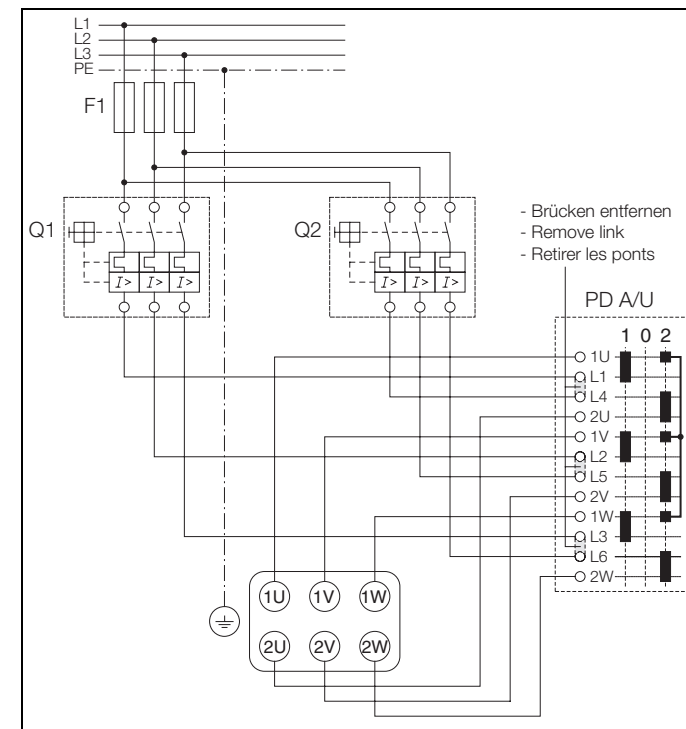 L1
L2
L3
PE
F1
Q1
Q2
I> I> I>
I> I> I>
- Brücken entfernen
- Remove link
- Retirer les ponts
PD A/U
1 0 2
1U
L1
L4
2U
1V
L2
L5
2V
1W
L3
L6
2W
1U 1V 1W
2U 2V 2W